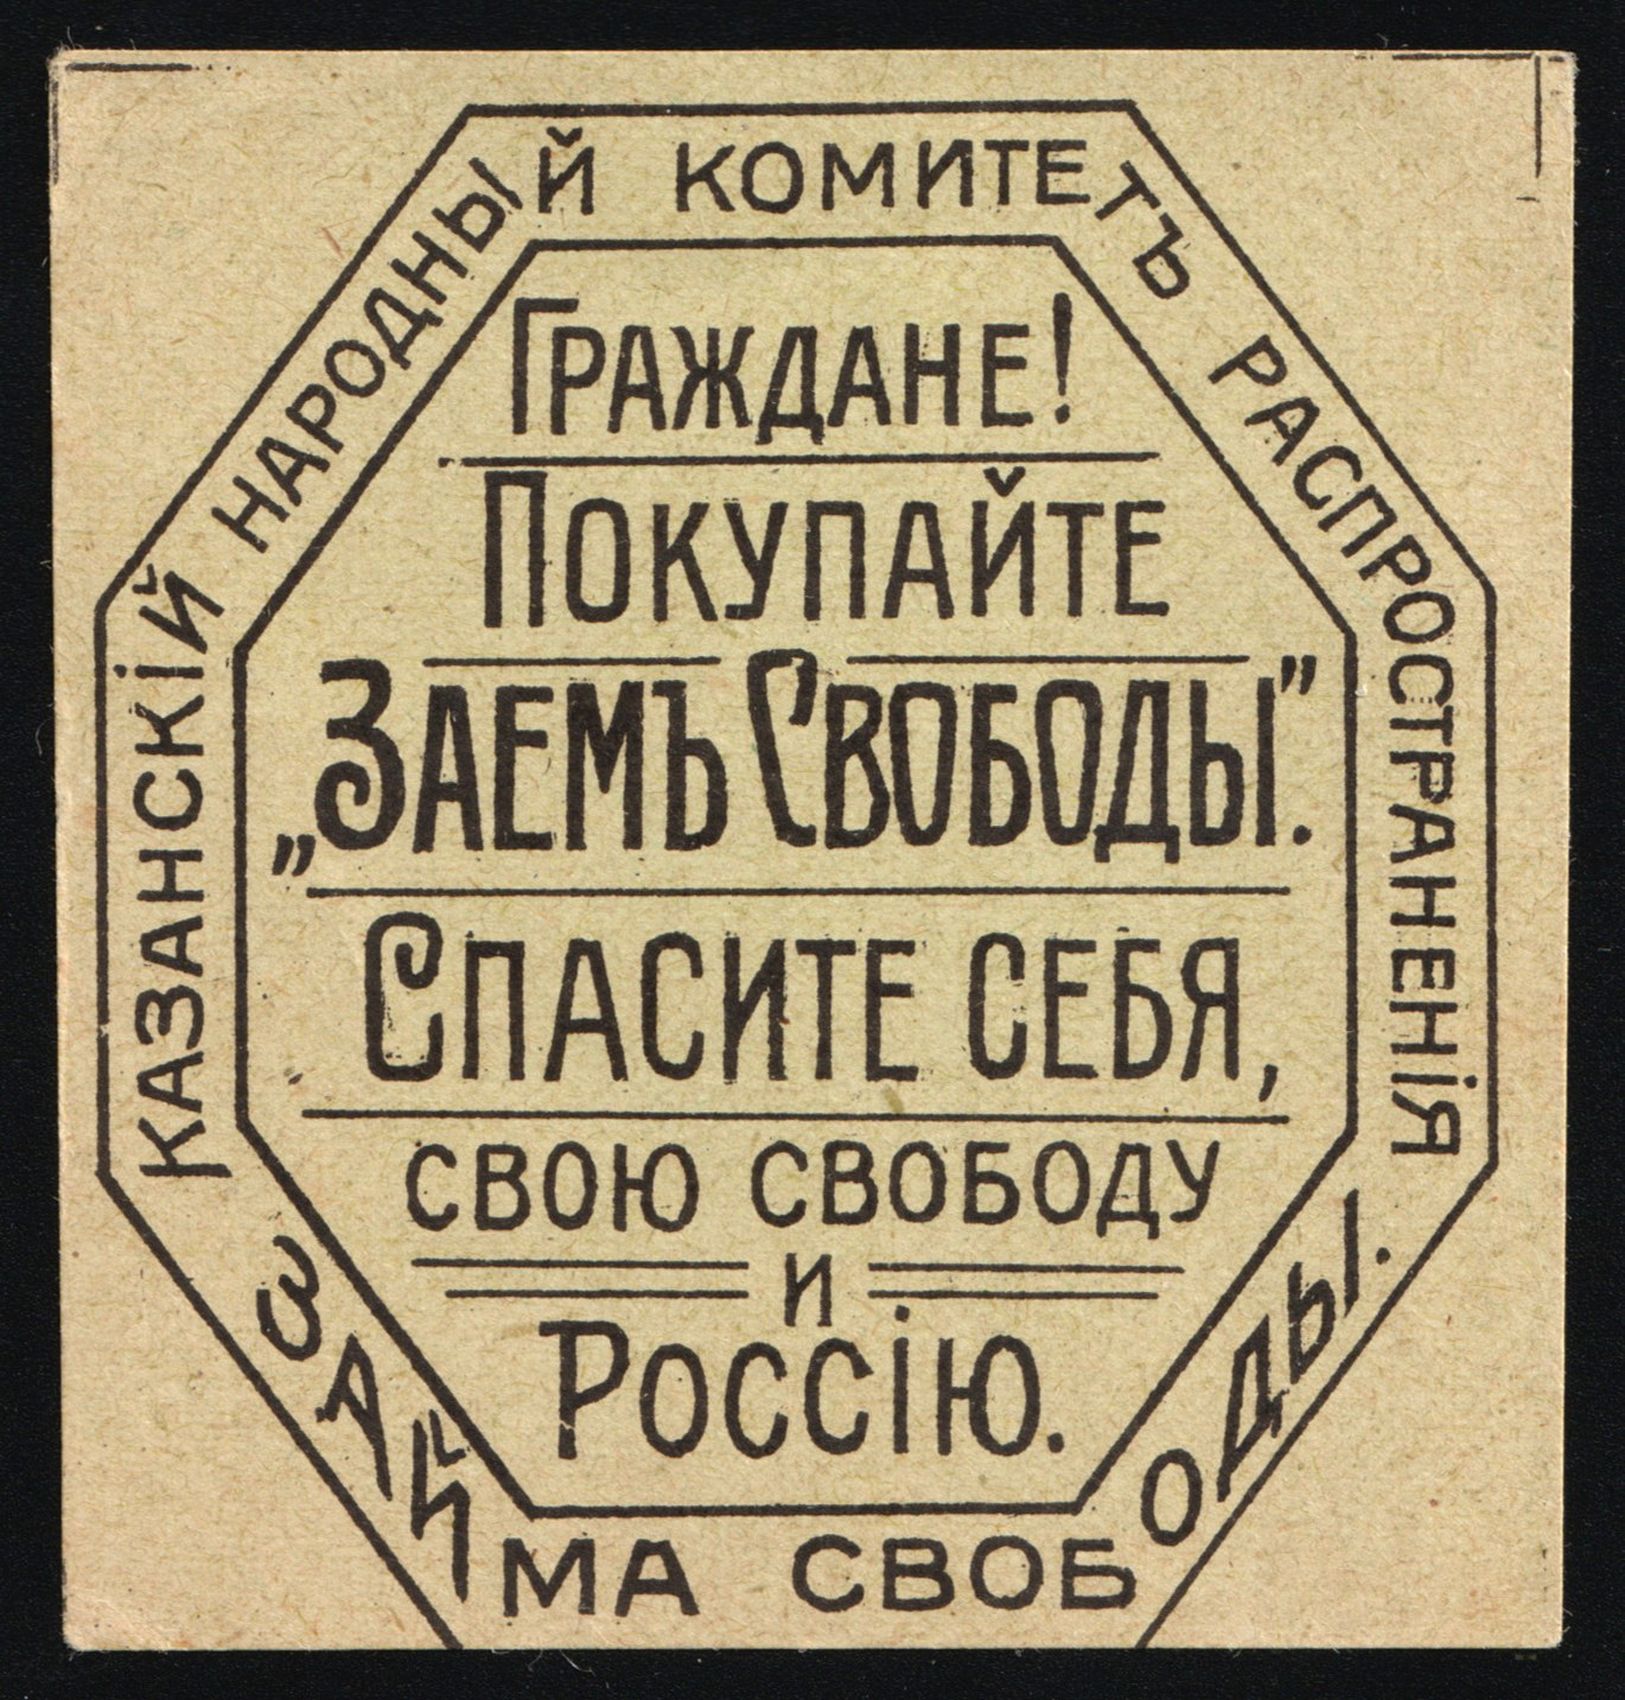 КАЗАНСКІЙ НАРОДНЫЙ КОМИТЕТЪ РАСПРОСТРАНЕНІЯ
ЗАЙМА СВОБОДЫ.
ГРАЖДАНЕ!
ПОКУПАЙТЕ
„ЗАЕМЪ СВОБОДЫ".
СПАСИТЕ СЕБЯ,
СВОЮ СВОБОДУ
И
РОССІЮ.